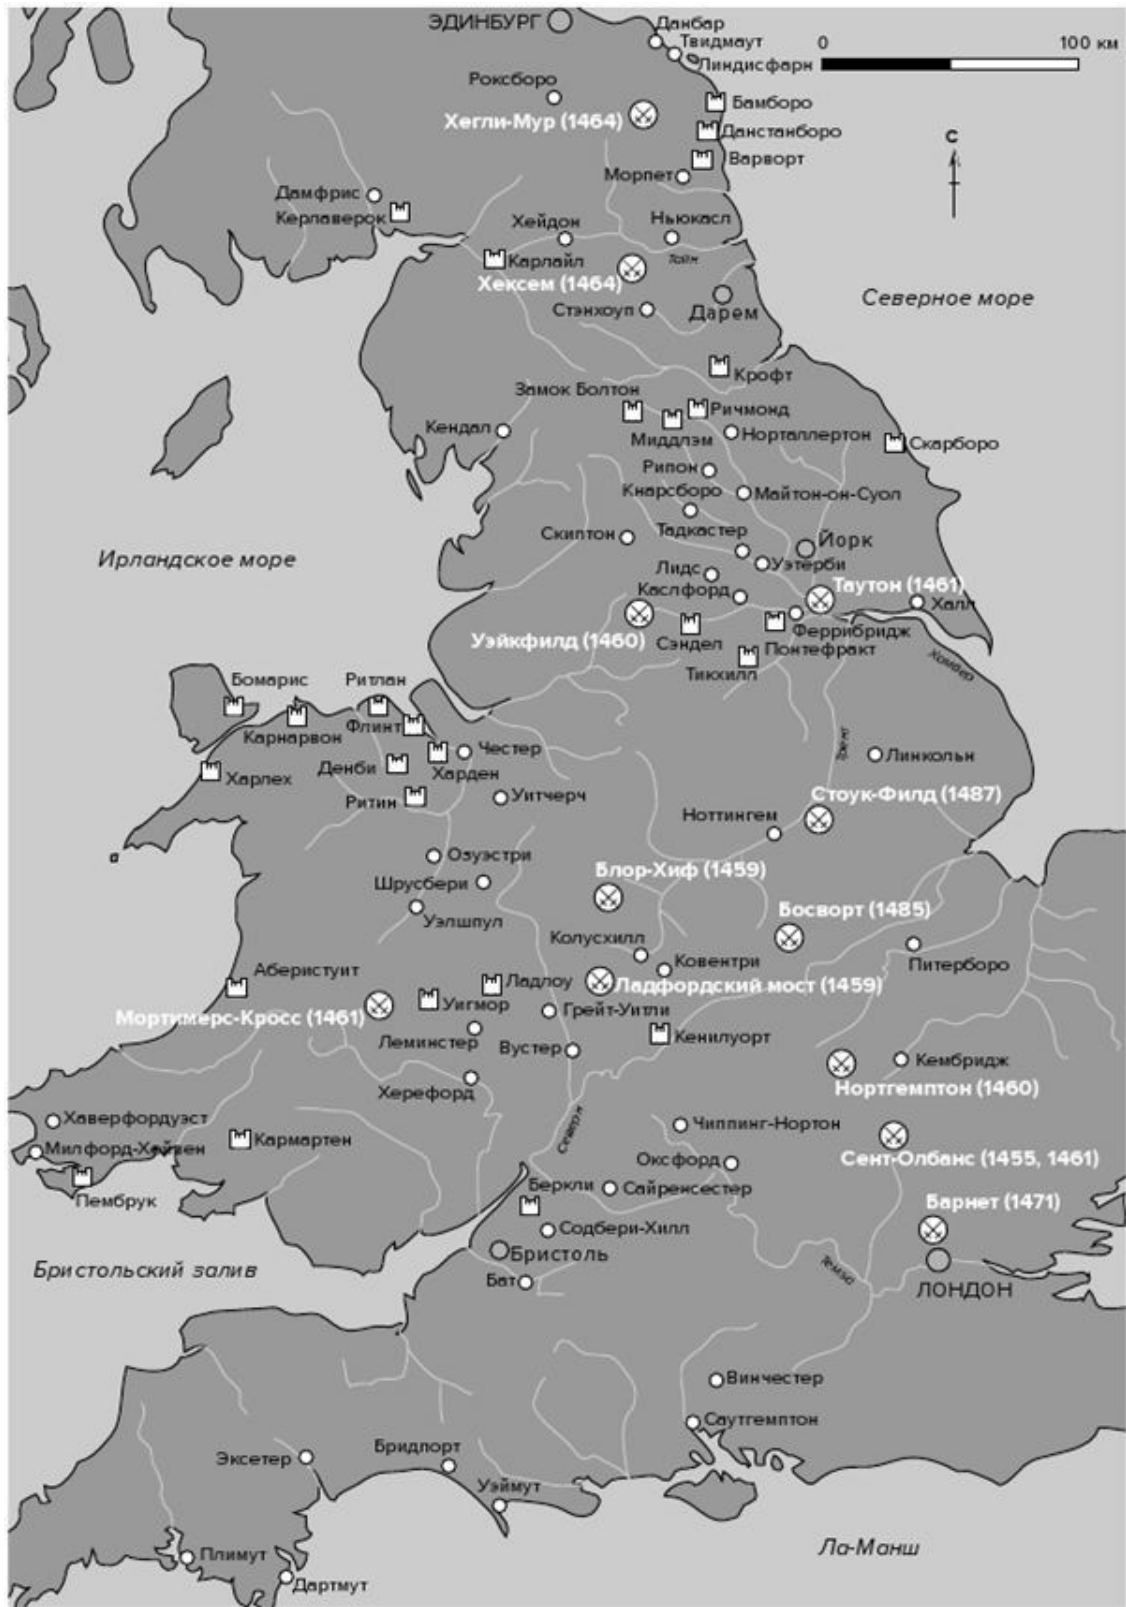 ЭДИНБУРГ
Данбар
Твидмаут
Линдисфарн
0 100 км
Роксборо
Бамборо
Хегли-Мур (1464)
Данстанборо
С
Варворт
Морпет
Дамфрис
Керлаверок
Хейдон
Ньюкасл
Карлайл
Тайн
Хексем (1464)
Северное море
Стэнхоуп
Дарем
Крофт
Замок Болтон
Ричмонд
Кендал
Миддлэм
Норталлертон
Скарборо
Рипон
Кнарсборо
Майтон-он-Суол
Скиптон
Тадкастер
Йорк
Ирландское море
Уэтерби
Лидс
Таутон (1461)
Каслфорд
Халл
Ферибридж
Уэйкфилд (1460)
Сэндел
Понтефракт
Тикхилл
Хамбер
Бомарис
Ритлан
Флинт
Карнарвон
Честер
Трент
Линкольн
Денби
Харден
Харлех
Ритин
Уитчерч
Стоук-Филд (1487)
Ноттингем
Озуэстри
Блор-Хиф (1459)
Шрусбери
Босворт (1485)
Уэлшпул
Колусхилл
Питерборо
Ковентри
Аберистуит
Ладлоу
Ладфордский мост (1459)
Уигмор
Грейт-Уитли
Мортимерс-Кросс (1461)
Леминстер
Кенилуорт
Вустер
Кембридж
Херефорд
Нортгемптон (1460)
Хаверфордуэст
Северн
Чиппинг-Нортон
Кармартен
Милфорд-Хейвен
Сент-Олбанс (1455, 1461)
Оксфорд
Беркли
Сайренсестер
Пембрук
Барнет (1471)
Содбери-Хилл
Бристоль
Бристольский залив
Темза
Бат
ЛОНДОН
Винчестер
Саутгемптон
Бридпорт
Эксетер
Уэймут
Ла-Манш
Плимут
Дартмут